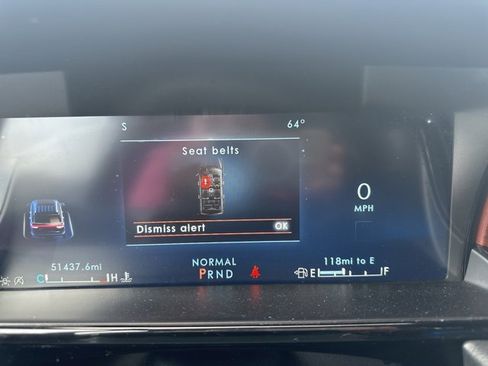 S 64°
Seat belts
!
0
MPH
Dismiss alert OK
51437.6mi
NORMAL
118mi to E
C H
PRND
E F